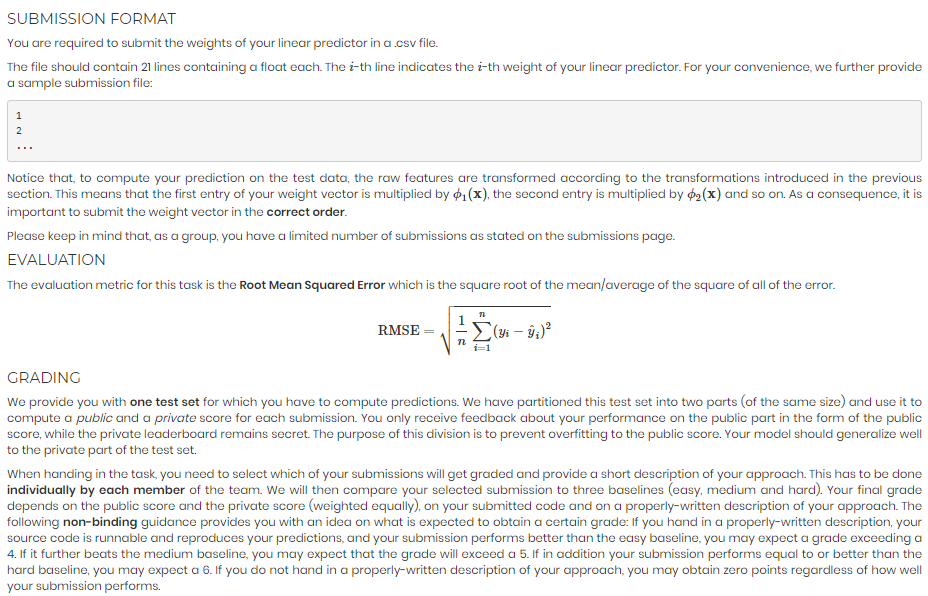 SUBMISSION FORMAT
You are required to submit the weights of your linear predictor in a .csv file.
The file should contain 21 lines containing a float each. The i-th line indicates the i-th weight of your linear predictor. For your convenience, we further provide
a sample submission file:
1
2
...
Notice that, to compute your prediction on the test data, the raw features are transformed according to the transformations introduced in the previous
section. This means that the first entry of your weight vector is multiplied by ϕ₁(x), the second entry is multiplied by ϕ₂(x) and so on. As a consequence, it is
important to submit the weight vector in the correct order.
Please keep in mind that, as a group, you have a limited number of submissions as stated on the submissions page.
EVALUATION
The evaluation metric for this task is the Root Mean Squared Error which is the square root of the mean/average of the square of all of the error.
RMSE = √(1/n ∑ⁿᵢ₌₁ (yᵢ − ŷᵢ)²)
GRADING
We provide you with one test set for which you have to compute predictions. We have partitioned this test set into two parts (of the same size) and use it to
compute a public and a private score for each submission. You only receive feedback about your performance on the public part in the form of the public
score, while the private leaderboard remains secret. The purpose of this division is to prevent overfitting to the public score. Your model should generalize well
to the private part of the test set.
When handing in the task, you need to select which of your submissions will get graded and provide a short description of your approach. This has to be done
individually by each member of the team. We will then compare your selected submission to three baselines (easy, medium and hard). Your final grade
depends on the public score and the private score (weighted equally), on your submitted code and on a properly-written description of your approach. The
following non-binding guidance provides you with an idea on what is expected to obtain a certain grade: If you hand in a properly-written description, your
source code is runnable and reproduces your predictions, and your submission performs better than the easy baseline, you may expect a grade exceeding a
4. If it further beats the medium baseline, you may expect that the grade will exceed a 5. If in addition your submission performs equal to or better than the
hard baseline, you may expect a 6. If you do not hand in a properly-written description of your approach, you may obtain zero points regardless of how well
your submission performs.